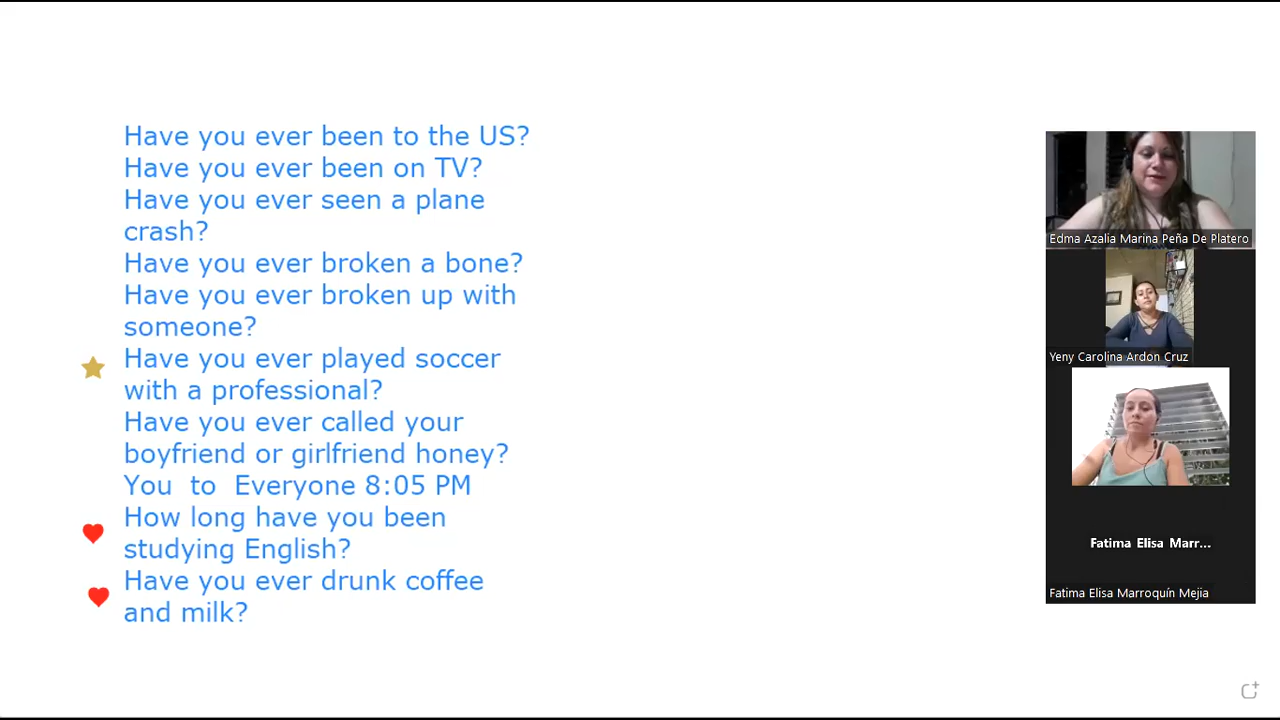 Have you ever been to the US?
Have you ever been on TV?
Have you ever seen a plane
crash?
Have you ever broken a bone?
Have you ever broken up with
someone?
Have you ever played soccer
with a professional?
Have you ever called your
boyfriend or girlfriend honey?
You to Everyone 8:05 PM
How long have you been
studying English?
Have you ever drunk coffee
and milk?
Edma Azalia Marina Peña De Platero
Yeny Carolina Ardon Cruz
Fatima Elisa Marr...
Fatima Elisa Marroquín Mejia